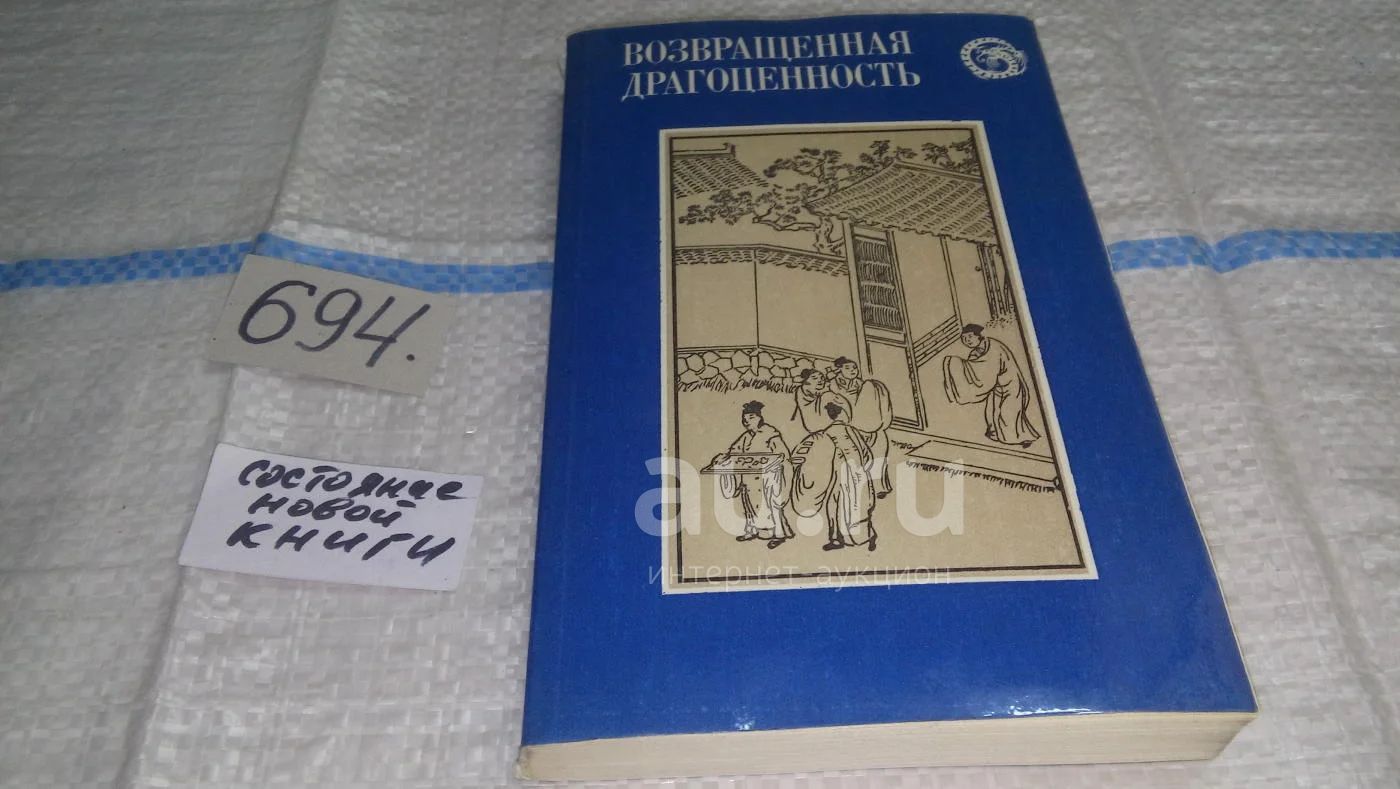 ВОЗВРАЩЕННАЯ
ДРАГОЦЕННОСТЬ
694.
состояние
новой
книги
au.ru
интернет аукцион